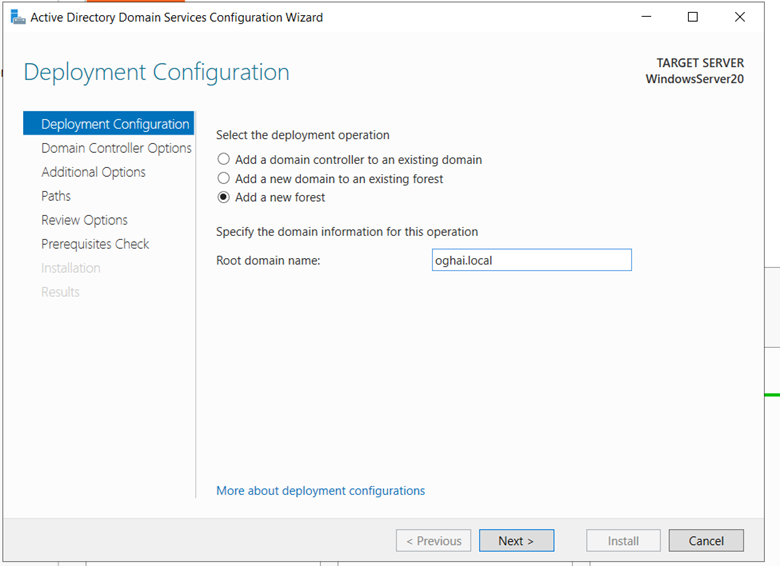 Active Directory Domain Services Configuration Wizard
Deployment Configuration
TARGET SERVER
WindowsServer20
Deployment Configuration
Domain Controller Options
Additional Options
Paths
Review Options
Prerequisites Check
Installation
Results
Select the deployment operation
Add a domain controller to an existing domain
Add a new domain to an existing forest
Add a new forest
Specify the domain information for this operation
Root domain name: oghai.local
More about deployment configurations
< Previous Next > Install Cancel